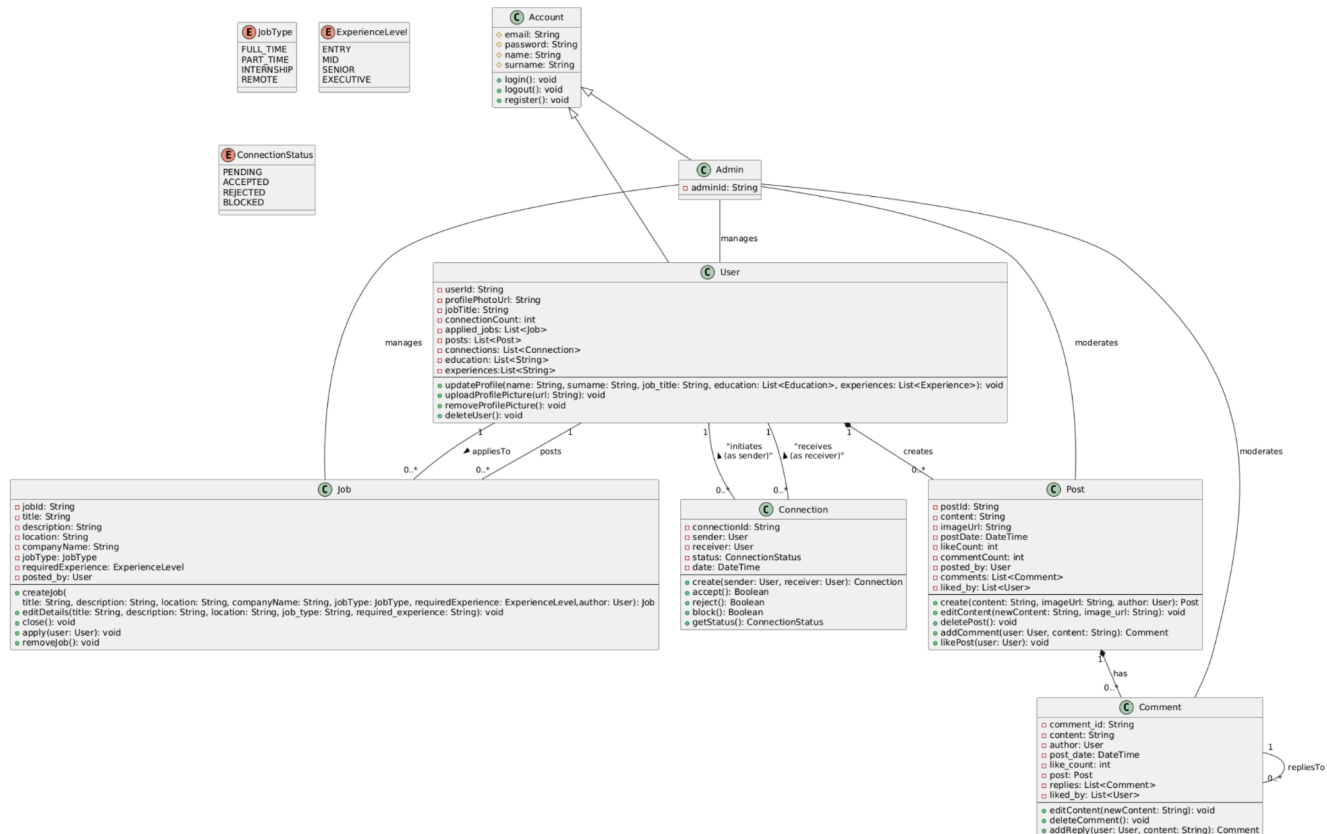 E JobType
FULL_TIME
PART_TIME
INTERNSHIP
REMOTE
E ExperienceLevel
ENTRY
MID
SENIOR
EXECUTIVE
C Account
email: String
password: String
name: String
surname: String
login(): void
logout(): void
register(): void
E ConnectionStatus
PENDING
ACCEPTED
REJECTED
BLOCKED
C Admin
adminId: String
manages
manages
moderates
moderates
C User
userId: String
profilePhotoUrl: String
jobTitle: String
connectionCount: int
applied_jobs: List<Job>
posts: List<Post>
connections: List<Connection>
education: List<String>
experiences:List<String>
updateProfile(name: String, surname: String, job_title: String, education: List<Education>, experiences: List<Experience>): void
uploadProfilePicture(url: String): void
removeProfilePicture(): void
deleteUser(): void
1
appliesTo
0..*
1
posts
0..*
1
"initiates
(as sender)"
0..*
1
"receives
(as receiver)"
0..*
1
creates
0..*
C Job
jobId: String
title: String
description: String
location: String
companyName: String
jobType: JobType
requiredExperience: ExperienceLevel
posted_by: User
createJob(
title: String, description: String, location: String, companyName: String, jobType: JobType, requiredExperience: ExperienceLevel,author: User): Job
editDetails(title: String, description: String, location: String, job_type: String, required_experience: String): void
close(): void
apply(user: User): void
removeJob(): void
C Connection
connectionId: String
sender: User
receiver: User
status: ConnectionStatus
date: DateTime
create(sender: User, receiver: User): Connection
accept(): Boolean
reject(): Boolean
block(): Boolean
getStatus(): ConnectionStatus
C Post
postId: String
content: String
imageUrl: String
postDate: DateTime
likeCount: int
commentCount: int
posted_by: User
comments: List<Comment>
liked_by: List<User>
create(content: String, imageUrl: String, author: User): Post
editContent(newContent: String, image_url: String): void
deletePost(): void
addComment(user: User, content: String): Comment
likePost(user: User): void
1
has
0..*
C Comment
comment_id: String
content: String
author: User
post_date: DateTime
like_count: int
post: Post
replies: List<Comment>
liked_by: List<User>
editContent(newContent: String): void
deleteComment(): void
addReply(user: User, content: String): Comment
1
repliesTo
0..*